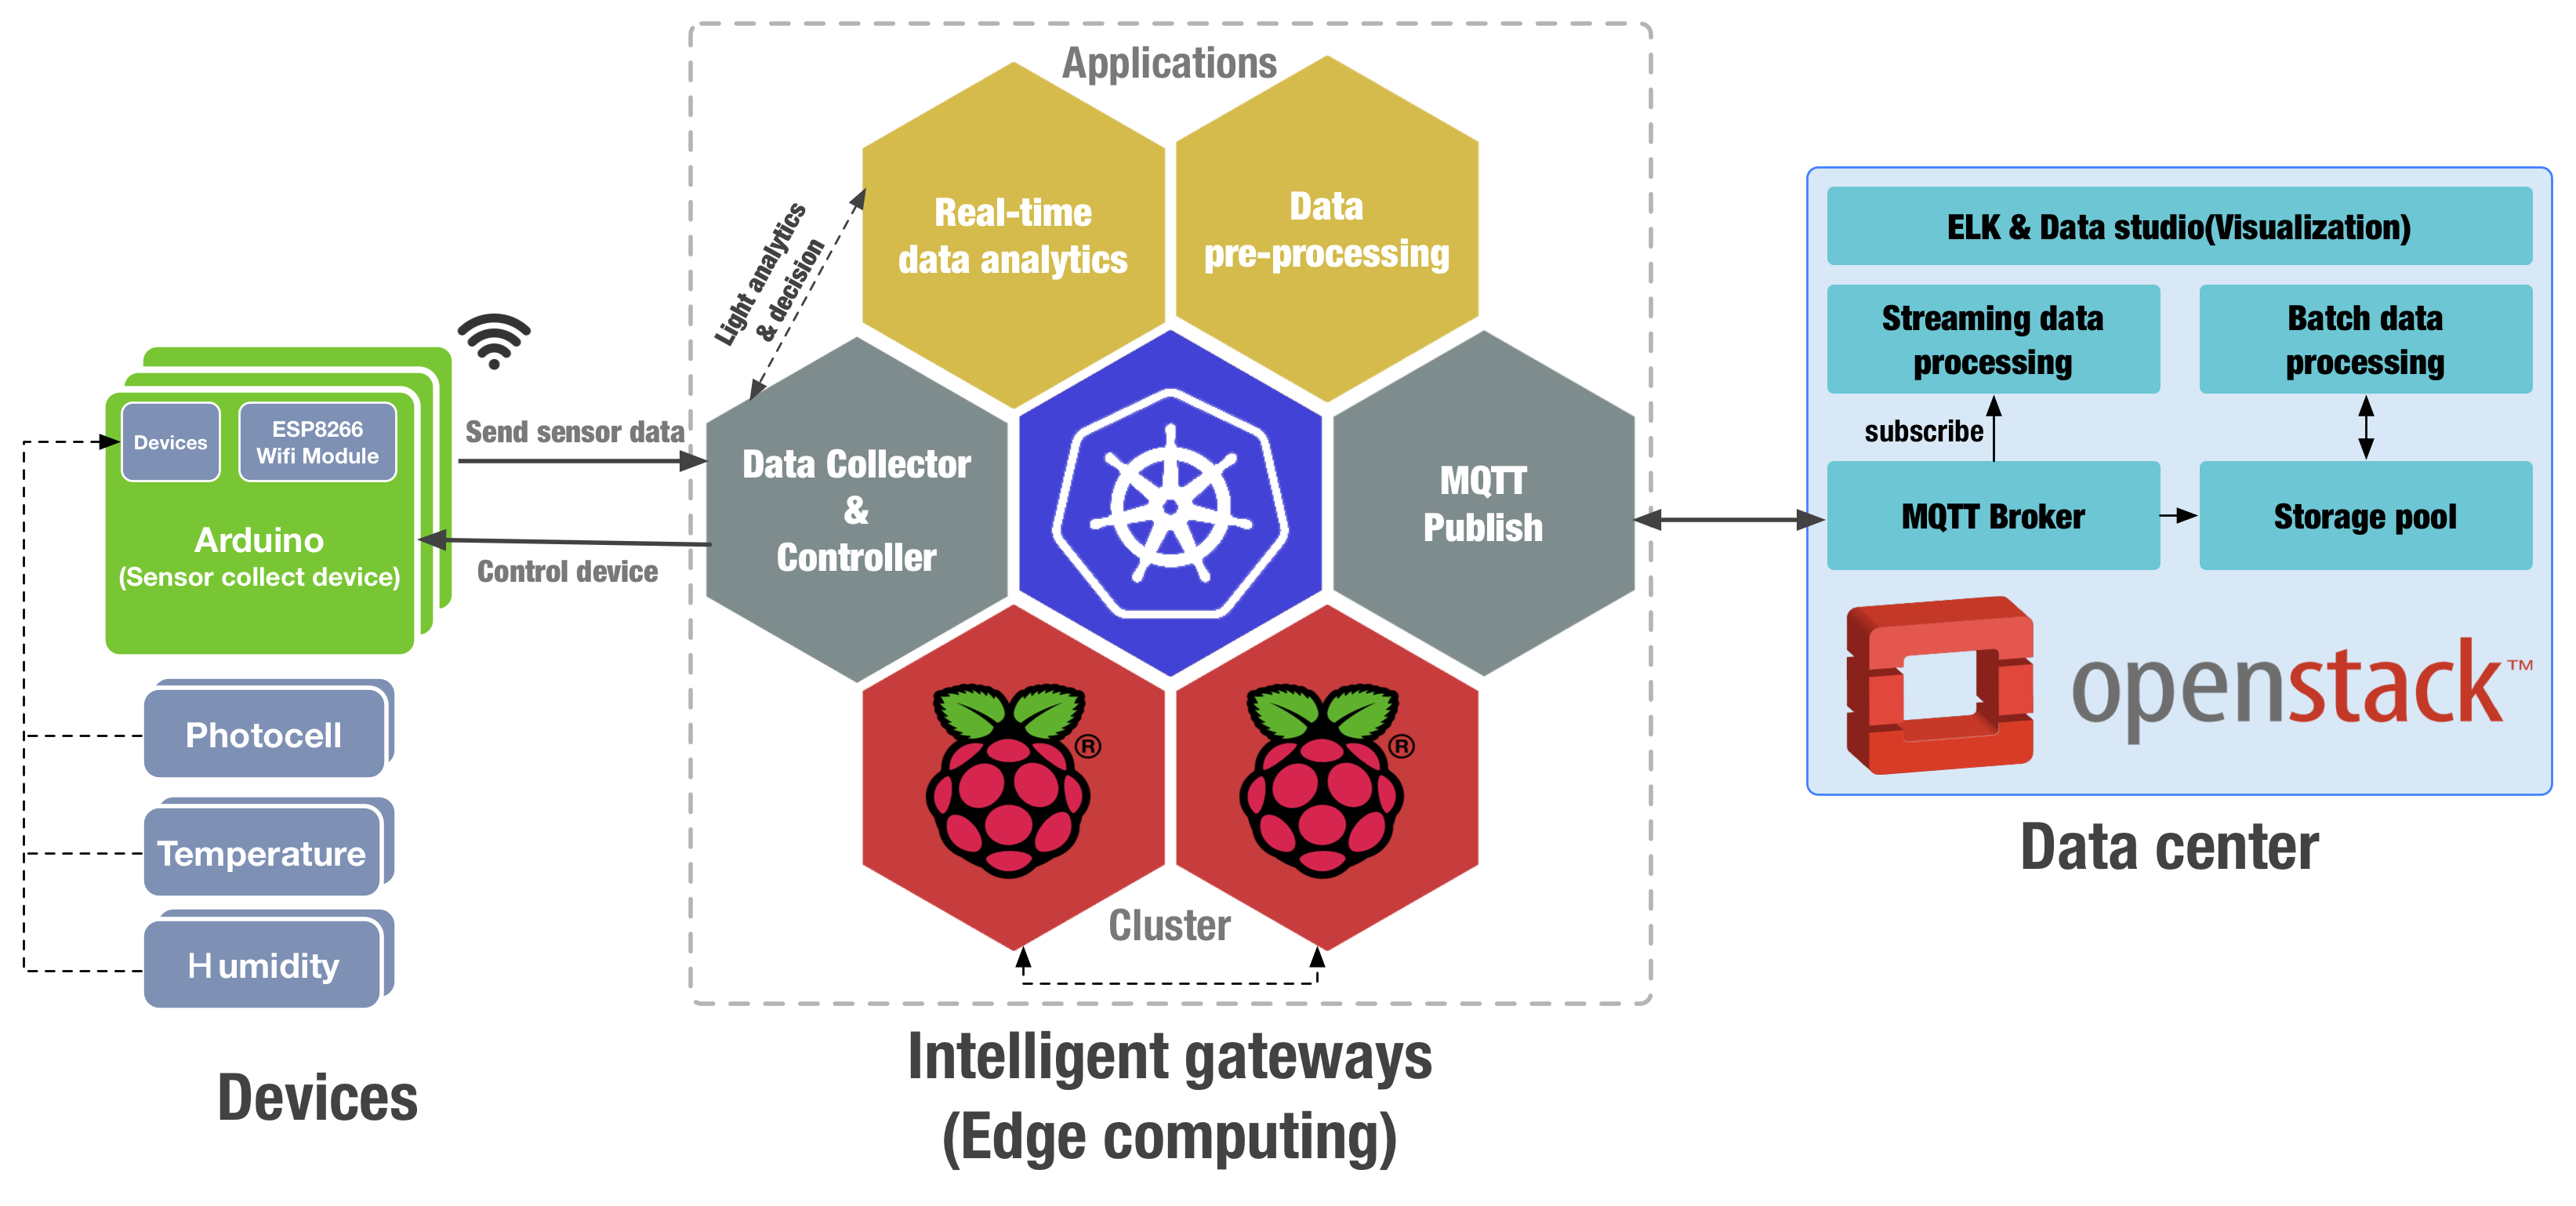 Applications
Real-time
data analytics
Data
pre-processing
Light analytics
& decision
ELK & Data studio(Visualization)
Streaming data
processing
Batch data
processing
subscribe
MQTT Broker
Storage pool
openstack™
Data center
Devices
ESP8266
Wifi Module
Arduino
(Sensor collect device)
Send sensor data
Control device
Data Collector
&
Controller
MQTT
Publish
Photocell
Temperature
Humidity
®
®
Cluster
Devices
Intelligent gateways
(Edge computing)